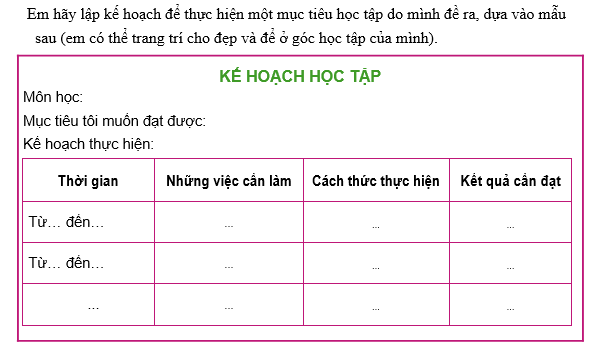 Em hãy lập kế hoạch để thực hiện một mục tiêu học tập do mình đề ra, dựa vào mẫu
sau (em có thể trang trí cho đẹp và để ở góc học tập của mình).
KẾ HOẠCH HỌC TẬP
Môn học:
Mục tiêu tôi muốn đạt được:
Kế hoạch thực hiện:
Thời gian Những việc cần làm Cách thức thực hiện Kết quả cần đạt
Từ… đến… ... ... ...
Từ… đến… ... ... ...
... ... ... ...